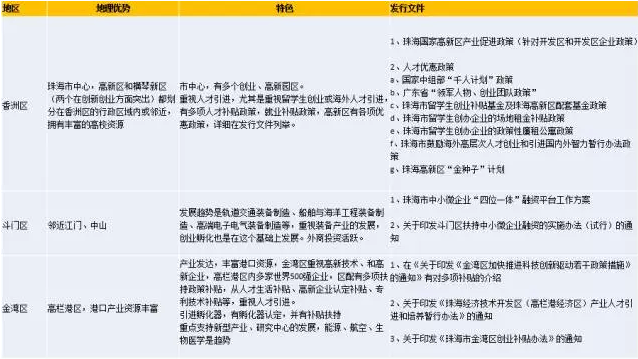 地区 地理优势 特色 发行文件
香洲区
珠海市中心，高新区和横琴新区
（两个在创新创业方面突出）都划
分在香洲区的行政区域内或邻近，
拥有丰富的高校资源
市中心，有多个创业、高新园区。
重视人才引进，尤其是重视留学生创业或海外人才引进，
有多项人才补贴政策，就业补贴政策，高新区有各项优
惠政策，详细在发行文件列举。
1、珠海国家高新区产业促进政策（针对开发区和开发区企业政策）
2、人才优惠政策
a、国家中组部“千人计划”政策
b、广东省“领军人物、创业团队政策”
c、珠海市留学生创业补贴基金及珠海高新区配套基金政策
d、珠海市留学生创办企业的场地租金补贴政策
e、珠海市留学生创办企业的政策性廉租公寓政策
f、珠海市鼓励海外高层次人才创业和引进国内外智力暂行办法政
策
g、珠海高新区“金种子”计划
斗门区
邻近江门、中山
发展趋势是轨道交通装备制造、船舶与海洋工程装备制
造、高端电子电气装备制造等，重视装备产业的发展，
创业孵化也是在这个基础上发展。外商投资活跃。
1、珠海市中小微企业“四位一体”融资平台工作方案
2、关于印发斗门区扶持中小微企业融资的实施办法（试行）的通
知
金湾区
高栏港区，港口产业资源丰富
产业发达，丰富港口资源，金湾区重视高新技术、和高
新企业，高栏港区内多家世界500强企业，区配有多项扶
持政策补贴，从人才生活补贴、高新企业认定补贴、专
利技术补贴等，重视人才引进。
引进孵化器，有孵化器认定，并有补贴扶持
重点支持新型产业、研究中心的发展，能源、航空、生
物医学是趋势
1、在《关于印发《金湾区加快推进科技创新驱动若干政策措施》
的通知》有对多项补贴的介绍
2、关于印发《珠海经济技术开发区（高栏港经济区）产业人才引
进和培养暂行办法》的通知
3、关于印发《珠海市金湾区创业补贴办法》的通知